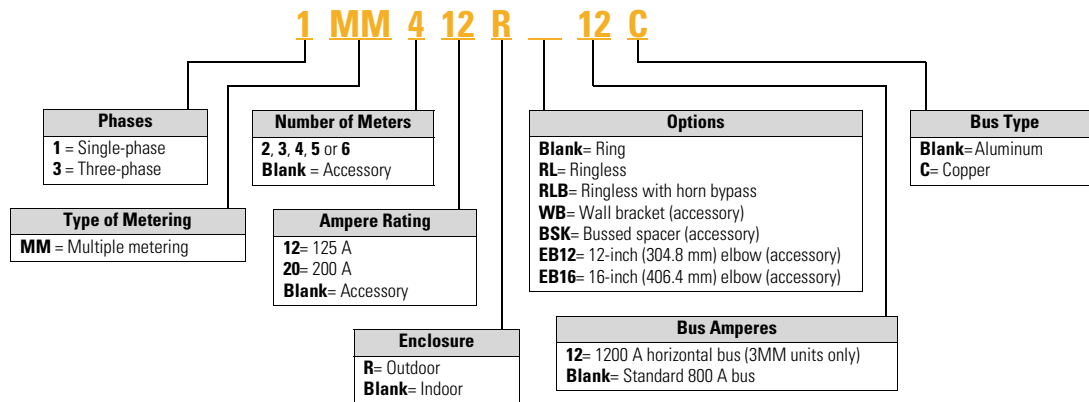 1 MM 4 12 R __ 12 C
Phases
1 = Single-phase
3 = Three-phase
Type of Metering
MM = Multiple metering
Number of Meters
2, 3, 4, 5 or 6
Blank = Accessory
Ampere Rating
12= 125 A
20= 200 A
Blank= Accessory
Enclosure
R= Outdoor
Blank= Indoor
Options
Blank= Ring
RL= Ringless
RLB= Ringless with horn bypass
WB= Wall bracket (accessory)
BSK= Bussed spacer (accessory)
EB12= 12-inch (304.8 mm) elbow (accessory)
EB16= 16-inch (406.4 mm) elbow (accessory)
Bus Amperes
12= 1200 A horizontal bus (3MM units only)
Blank= Standard 800 A bus
Bus Type
Blank= Aluminum
C= Copper